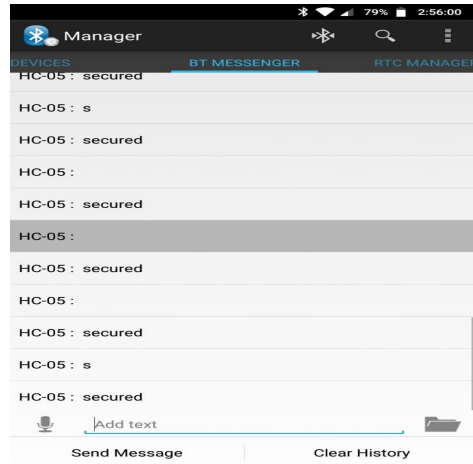 79% 2:56:00
Manager
DEVICES BT MESSENGER RTC MANAGER
HC-05 : secured
HC-05 : s
HC-05 : secured
HC-05 :
HC-05 : secured
HC-05 :
HC-05 : secured
HC-05 :
HC-05 : secured
HC-05 : s
HC-05 : secured
Add text
Send Message Clear History